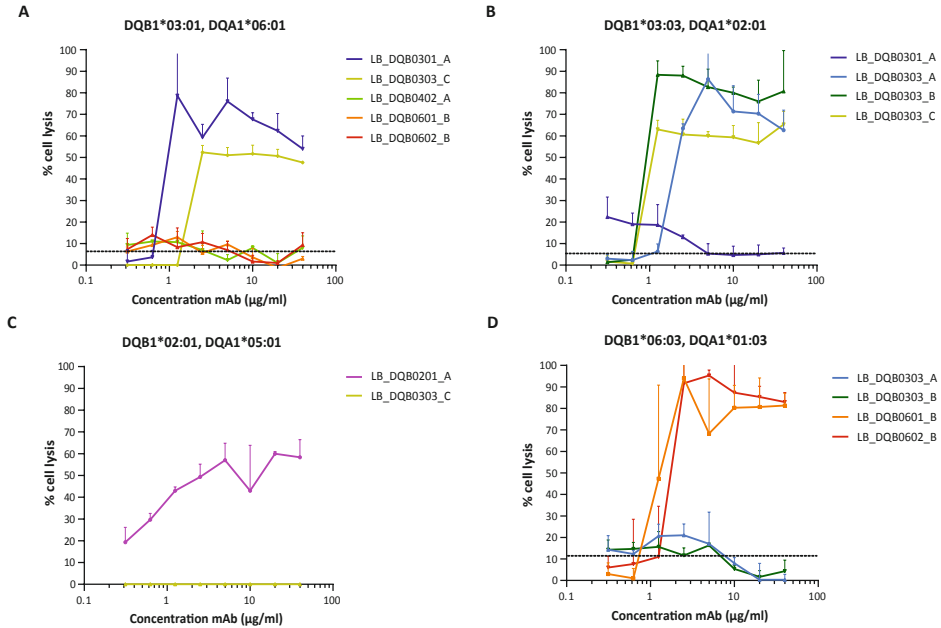 A
DQB1*03:01, DQA1*06:01
% cell lysis
100
90
80
70
60
50
40
30
20
10
0
0.1
1
10
100
Concentration mAb (µg/ml)
LB_DQB0301_A
LB_DQB0303_C
LB_DQB0402_A
LB_DQB0601_B
LB_DQB0602_B
B
DQB1*03:03, DQA1*02:01
% cell lysis
100
90
80
70
60
50
40
30
20
10
0
0.1
1
10
100
Concentration mAb (µg/ml)
LB_DQB0301_A
LB_DQB0303_A
LB_DQB0303_B
LB_DQB0303_C
C
DQB1*02:01, DQA1*05:01
% cell lysis
100
90
80
70
60
50
40
30
20
10
0
0.1
1
10
100
Concentration mAb (µg/ml)
LB_DQB0201_A
LB_DQB0303_C
D
DQB1*06:03, DQA1*01:03
% cell lysis
100
90
80
70
60
50
40
30
20
10
0
0.1
1
10
100
Concentration mAb (µg/ml)
LB_DQB0303_A
LB_DQB0303_B
LB_DQB0601_B
LB_DQB0602_B